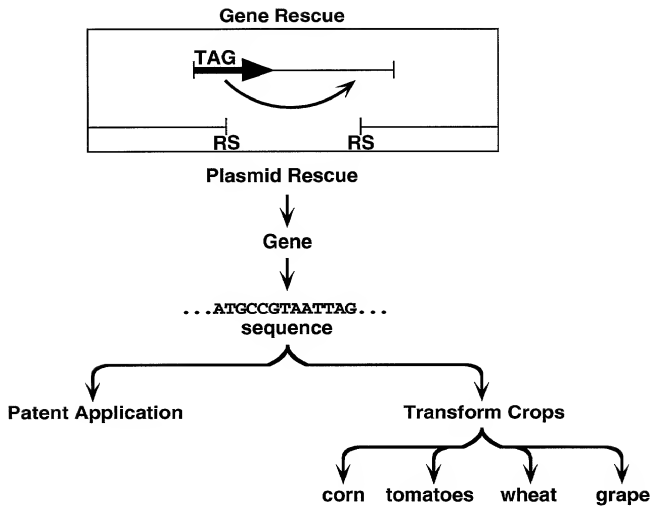 Gene Rescue
TAG
RS RS
Plasmid Rescue
Gene
...ATGCCGTAATTAG...
sequence
Patent Application Transform Crops
corn tomatoes wheat grape